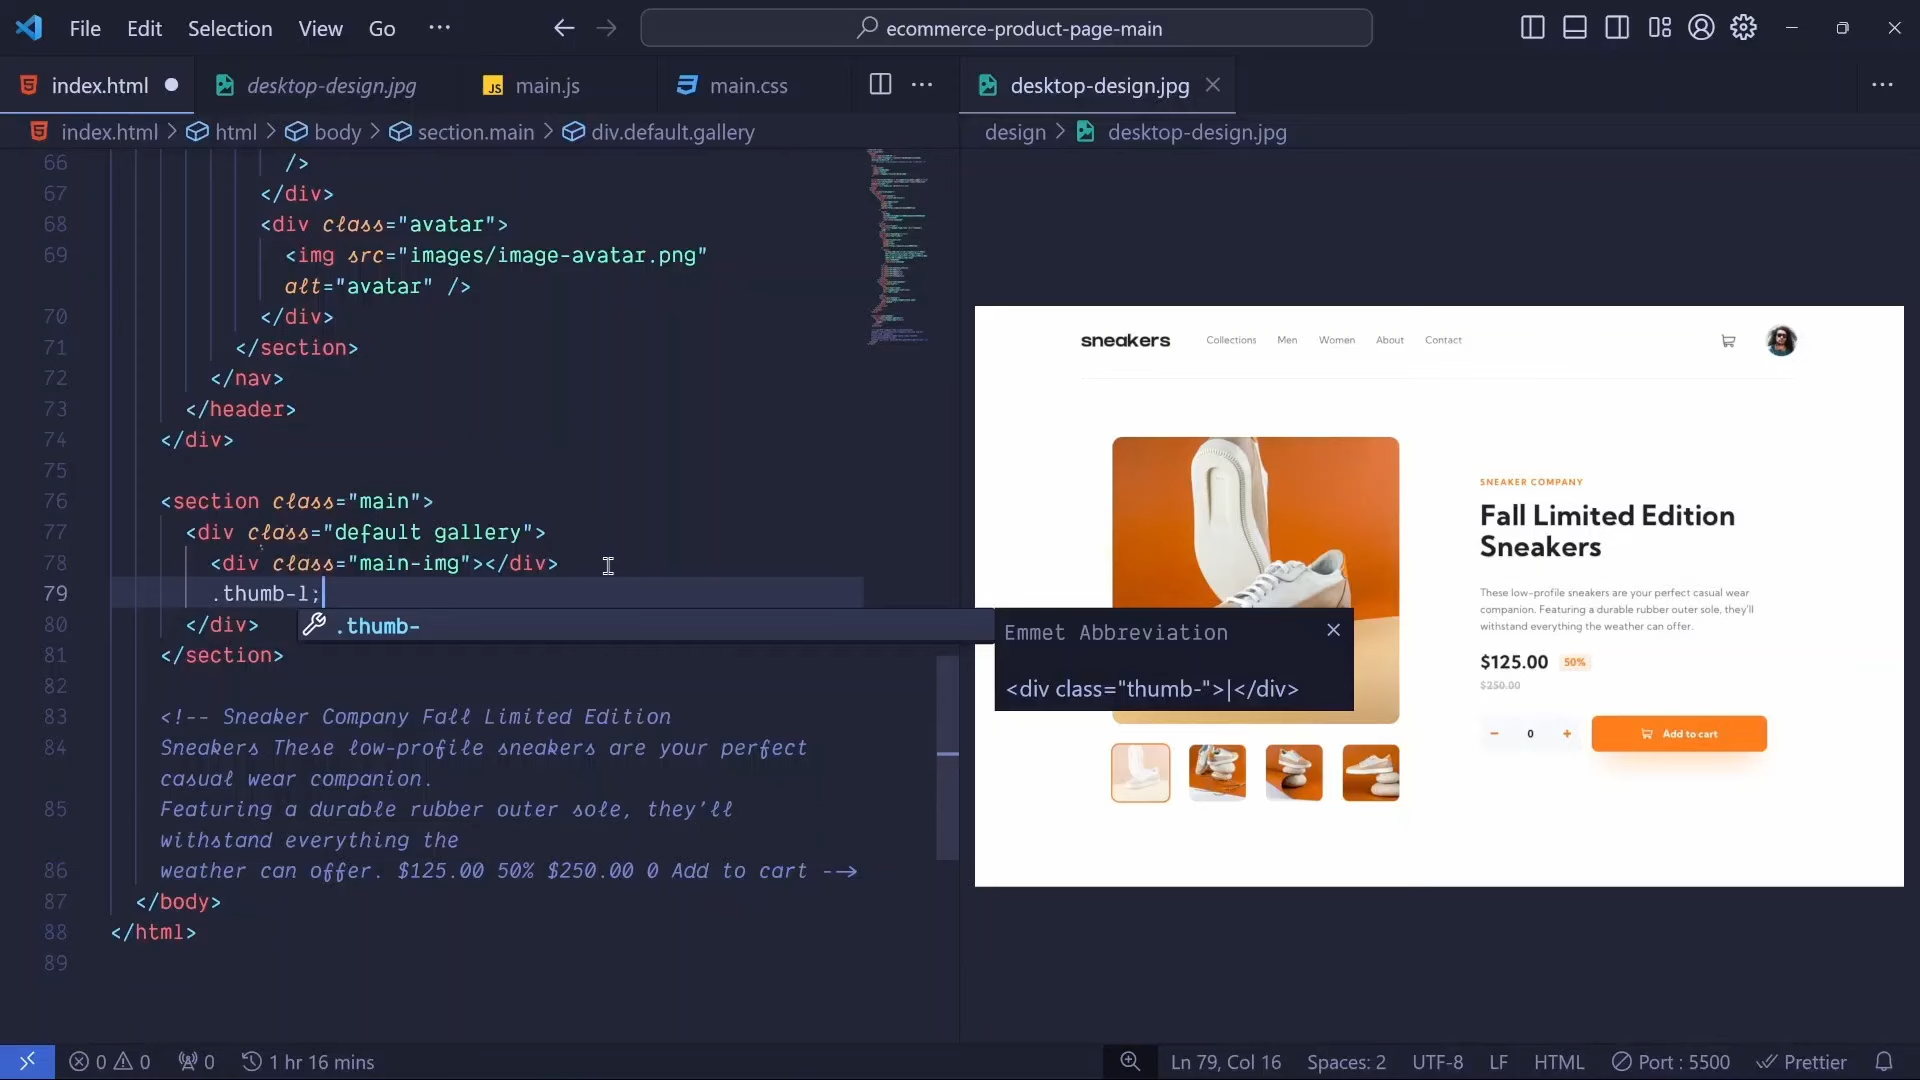 File Edit Selection View Go ··· ecommerce-product-page-main
index.html desktop-design.jpg JS main.js main.css ··· desktop-design.jpg ···
index.html > html > body > section.main > div.default.gallery design > desktop-design.jpg
66 />
67 </div>
68 <div class="avatar">
69 <img src="images/image-avatar.png"
alt="avatar" />
70 </div>
71 </section>
72 </nav>
73 </header>
74 </div>
75
76 <section class="main">
77 <div class="default gallery">
78 <div class="main-img"></div>
79 .thumb-l;
80 </div>
81 </section>
82
83 <!-- Sneaker Company Fall Limited Edition
84 Sneakers These low-profile sneakers are your perfect
casual wear companion.
85 Featuring a durable rubber outer sole, they’ll
withstand everything the
86 weather can offer. $125.00 50% $250.00 0 Add to cart -->
87 </body>
88 </html>
89
.thumb-
Emmet Abbreviation
<div class="thumb-">|</div>
sneakers Collections Men Women About Contact
SNEAKER COMPANY
Fall Limited Edition
Sneakers
These low-profile sneakers are your perfect casual wear
companion. Featuring a durable rubber outer sole, they’ll
withstand everything the weather can offer.
$125.00 50%
$250.00
− 0 + Add to cart
0 0 0 1 hr 16 mins Ln 79, Col 16 Spaces: 2 UTF-8 LF HTML Port : 5500 Prettier